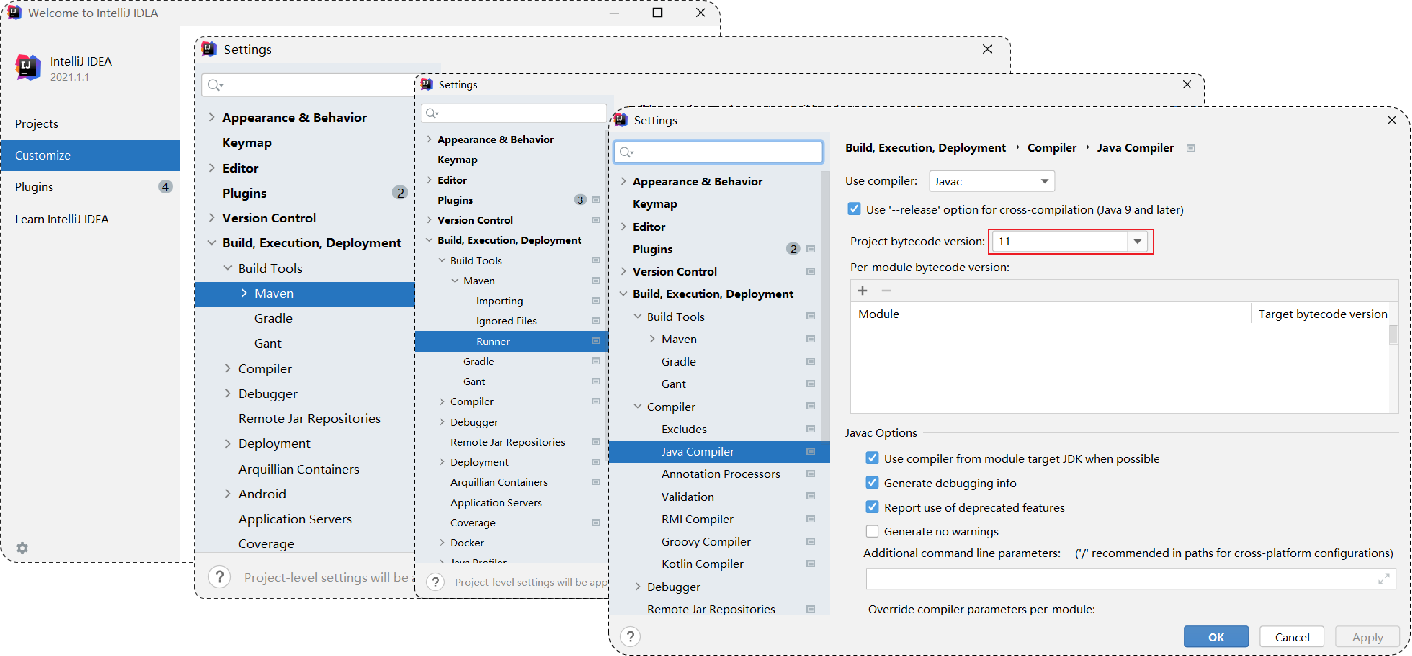 Welcome to IntelliJ IDEA
IntelliJ IDEA
2021.1.1
Projects
Customize
Plugins 4
Learn IntelliJ IDEA
Settings
Appearance & Behavior
Keymap
Editor
Plugins 2
Version Control
Build, Execution, Deployment
Build Tools
Maven
Gradle
Gant
Compiler
Debugger
Remote Jar Repositories
Deployment
Arquillian Containers
Android
Application Servers
Coverage
? Project-level settings will be
Settings
Appearance & Behavior
Keymap
Editor
Plugins 3
Version Control
Build, Execution, Deployment
Build Tools
Maven
Importing
Ignored Files
Runner
Gradle
Gant
Compiler
Debugger
Remote Jar Repositories
Deployment
Arquillian Containers
Application Servers
Coverage
Docker
Java Profiler
? Project-level settings will be app
Settings
Appearance & Behavior
Keymap
Editor
Plugins 2
Version Control
Build, Execution, Deployment
Build Tools
Maven
Gradle
Gant
Compiler
Excludes
Java Compiler
Annotation Processors
Validation
RMI Compiler
Groovy Compiler
Kotlin Compiler
Debugger
Remote Jar Repositories
Build, Execution, Deployment › Compiler › Java Compiler
Use compiler: Javac
Use '--release' option for cross-compilation (Java 9 and later)
Project bytecode version: 11
Per-module bytecode version:
+ −
Module Target bytecode version
Javac Options
Use compiler from module target JDK when possible
Generate debugging info
Report use of deprecated features
Generate no warnings
Additional command line parameters: ('/' recommended in paths for cross-platform configurations)
Override compiler parameters per-module:
? OK Cancel Apply